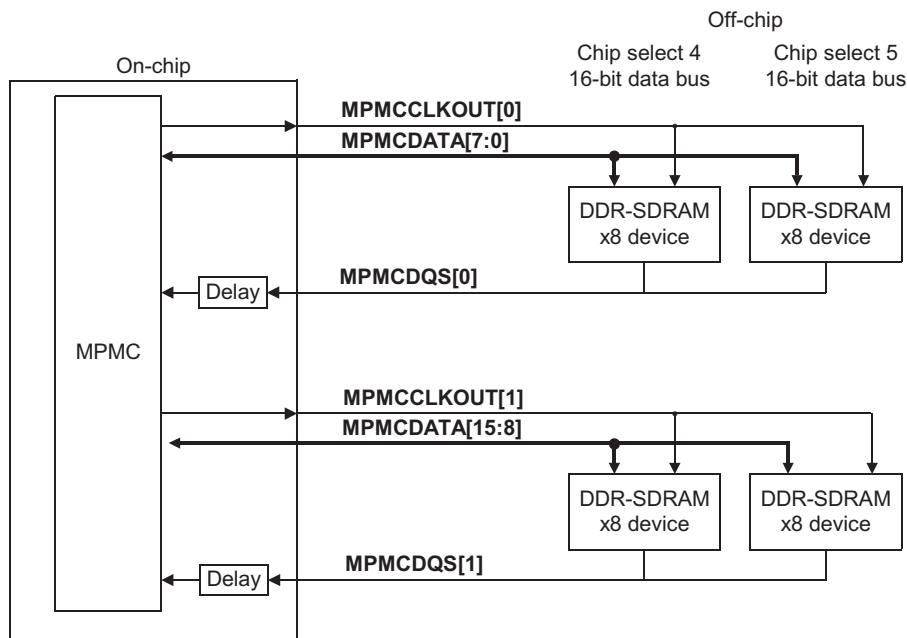 Off-chip
Chip select 4
16-bit data bus
Chip select 5
16-bit data bus
On-chip
MPMCCLKOUT[0]
MPMCDATA[7:0]
DDR-SDRAM
x8 device
DDR-SDRAM
x8 device
MPMCDQS[0]
Delay
MPMC
MPMCCLKOUT[1]
MPMCDATA[15:8]
DDR-SDRAM
x8 device
DDR-SDRAM
x8 device
MPMCDQS[1]
Delay